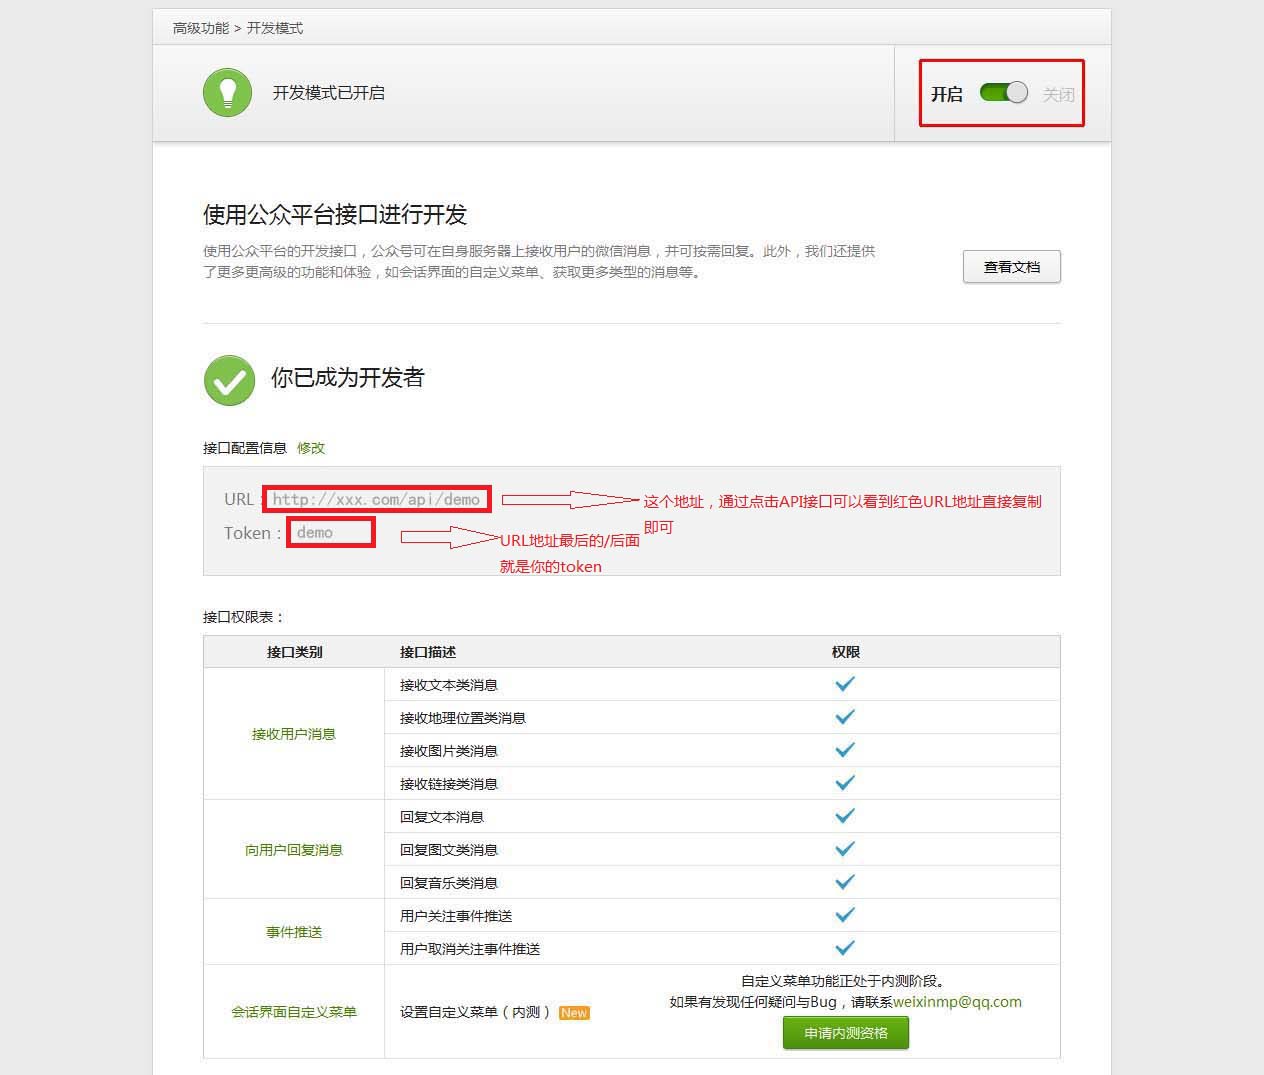 高级功能 > 开发模式
开发模式已开启
开启 关闭
使用公众平台接口进行开发
使用公众平台的开发接口，公众号可在自身服务器上接收用户的微信消息，并可按需回复。此外，我们还提供
了更多更高级的功能和体验，如会话界面的自定义菜单、获取更多类型的消息等。
查看文档
你已成为开发者
接口配置信息 修改
URL：http://xxx.com/api/demo
这个地址，通过点击API接口可以看到红色URL地址直接复制
即可
Token：demo
URL地址最后的/后面
就是你的token
接口权限表：
接口类别 接口描述 权限
接收用户消息
接收文本类消息
接收地理位置类消息
接收图片类消息
接收链接类消息
向用户回复消息
回复文本消息
回复图文类消息
回复音乐类消息
事件推送
用户关注事件推送
用户取消关注事件推送
会话界面自定义菜单
设置自定义菜单（内测） New
自定义菜单功能正处于内测阶段。
如果有发现任何疑问与Bug，请联系weixinmp@qq.com
申请内测资格